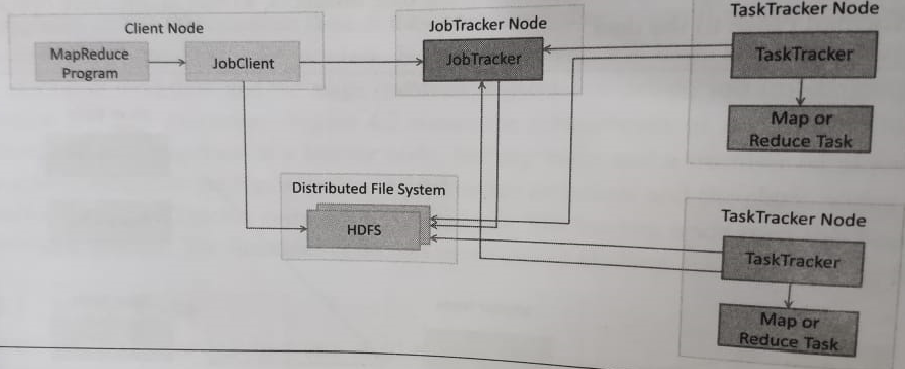 Client Node
MapReduce
Program
JobClient
JobTracker Node
JobTracker
TaskTracker Node
TaskTracker
Map or
Reduce Task
Distributed File System
HDFS
TaskTracker Node
TaskTracker
Map or
Reduce Task